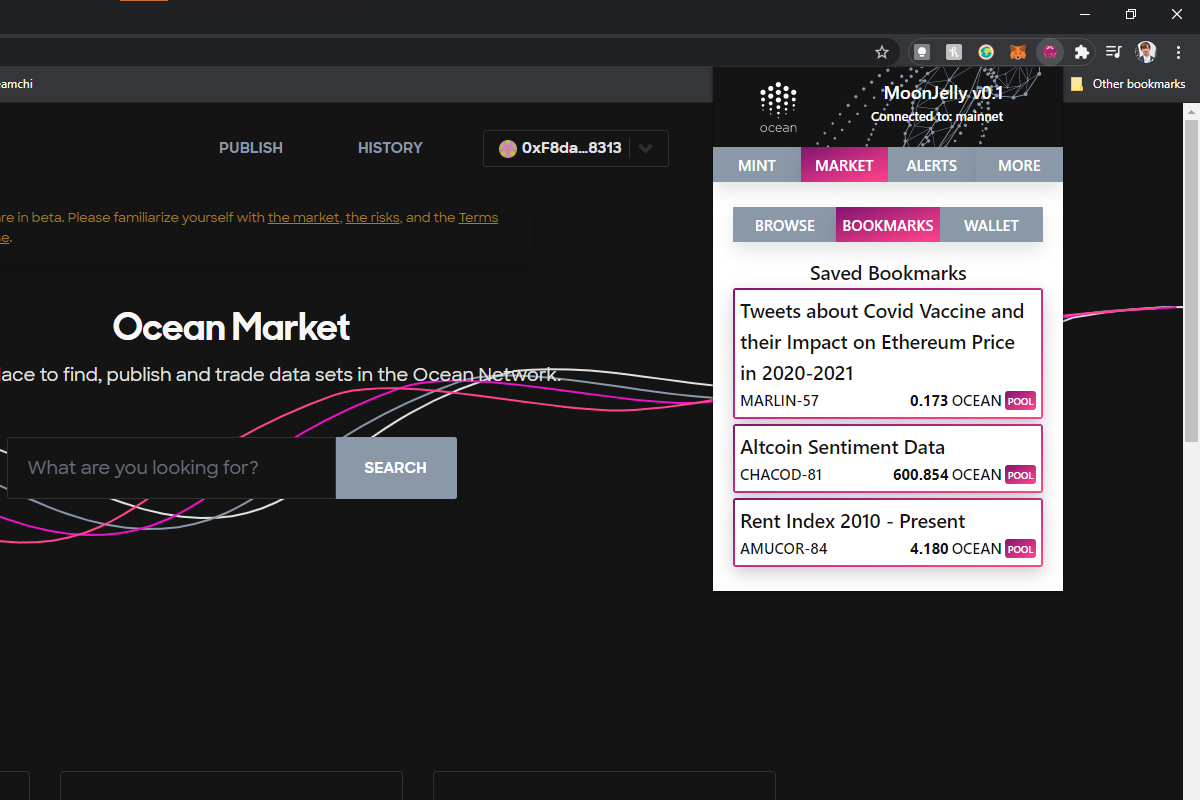 eamchi
Other bookmarks
PUBLISH
HISTORY
0xF8da...8313
re in beta. Please familiarize yourself with the market, the risks, and the Terms
se.
Ocean Market
lace to find, publish and trade data sets in the Ocean Network.
What are you looking for?
SEARCH
ocean
MoonJelly v0.1
Connected to: mainnet
MINT
MARKET
ALERTS
MORE
BROWSE
BOOKMARKS
WALLET
Saved Bookmarks
Tweets about Covid Vaccine and
their Impact on Ethereum Price
in 2020-2021
MARLIN-57 0.173 OCEAN POOL
Altcoin Sentiment Data
CHACOD-81 600.854 OCEAN POOL
Rent Index 2010 - Present
AMUCOR-84 4.180 OCEAN POOL